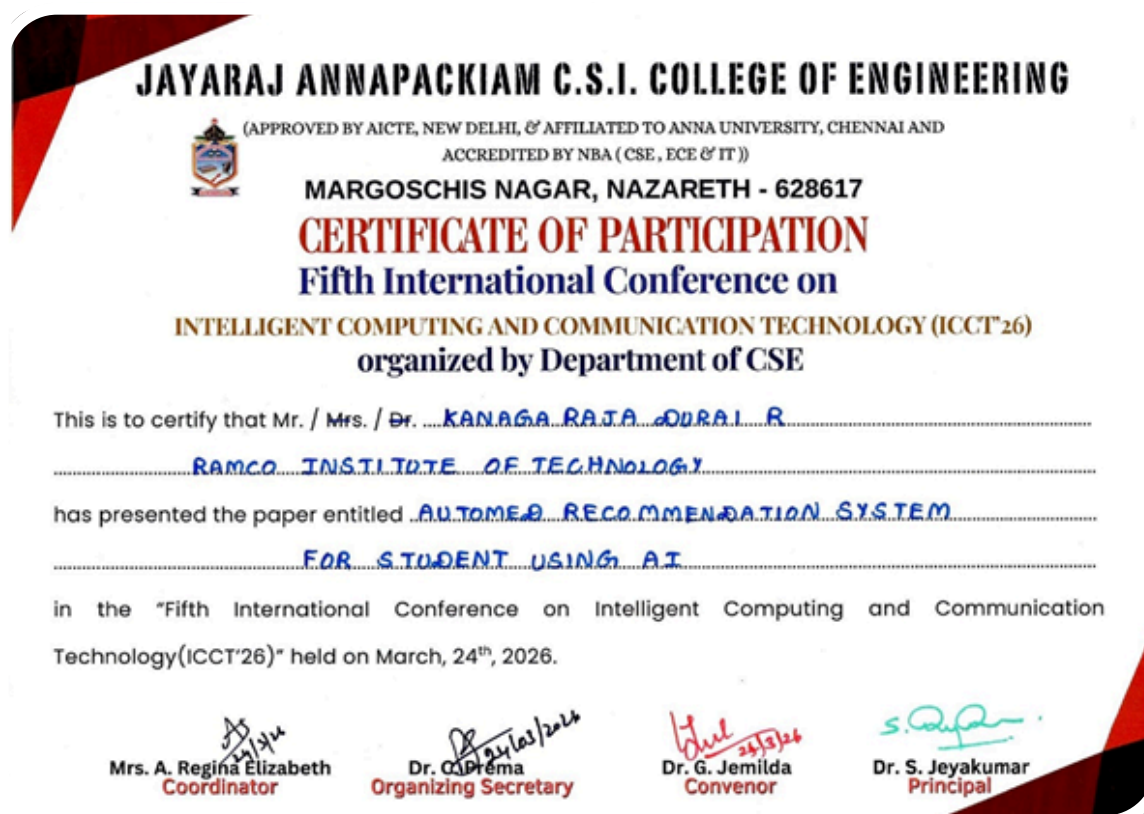 JAYARAJ ANNAPACKIAM C.S.I. COLLEGE OF ENGINEERING
(APPROVED BY AICTE, NEW DELHI, & AFFILIATED TO ANNA UNIVERSITY, CHENNAI AND
ACCREDITED BY NBA ( CSE , ECE & IT ))
MARGOSCHIS NAGAR, NAZARETH - 628617
CERTIFICATE OF PARTICIPATION
Fifth International Conference on
INTELLIGENT COMPUTING AND COMMUNICATION TECHNOLOGY (ICCT'26)
organized by Department of CSE
This is to certify that Mr. / Mrs. / Dr. KANAGA RAJA DURAI R
RAMCO INSTITUTE OF TECHNOLOGY
has presented the paper entitled AUTOMED RECOMMENDATION SYSTEM
FOR STUDENT USING AI
in the "Fifth International Conference on Intelligent Computing and Communication
Technology(ICCT'26)" held on March, 24th, 2026.
24/3/26 24/03/2026 24/3/26 S.
Mrs. A. Regina Elizabeth Dr. C. Prema Dr. G. Jemilda Dr. S. Jeyakumar
Coordinator Organizing Secretary Convenor Principal